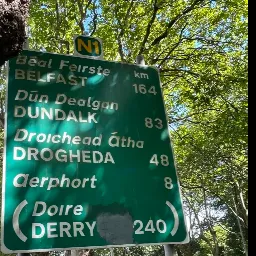 N1
Béal Feirste km
BELFAST 164
Dún Dealgan
DUNDALK 83
Droichead Átha
DROGHEDA 48
Aerphort 8
(Doire
DERRY 240)